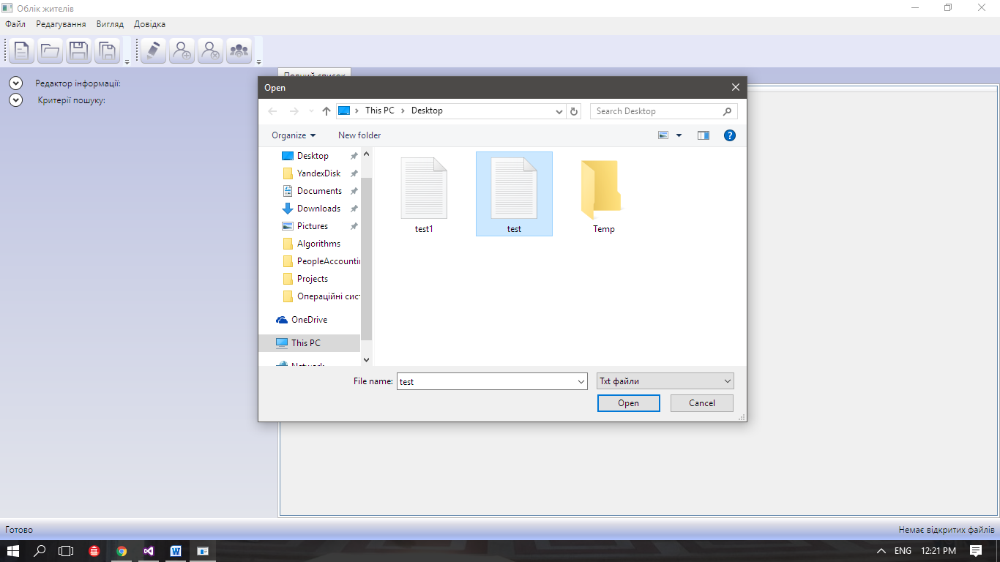 Облік жителів
Файл Редагування Вигляд Довідка
Редактор інформації:
Критерії пошуку:
Повний список
Open
This PC Desktop
Search Desktop
Organize New folder
Desktop
YandexDisk
Documents
Downloads
Pictures
Algorithms
PeopleAccountin
Projects
Операційні сист
OneDrive
This PC
Network
test1 test Temp
File name: test Txt файли
Open Cancel
Готово Немає відкритих файлів
ENG 12:21 PM